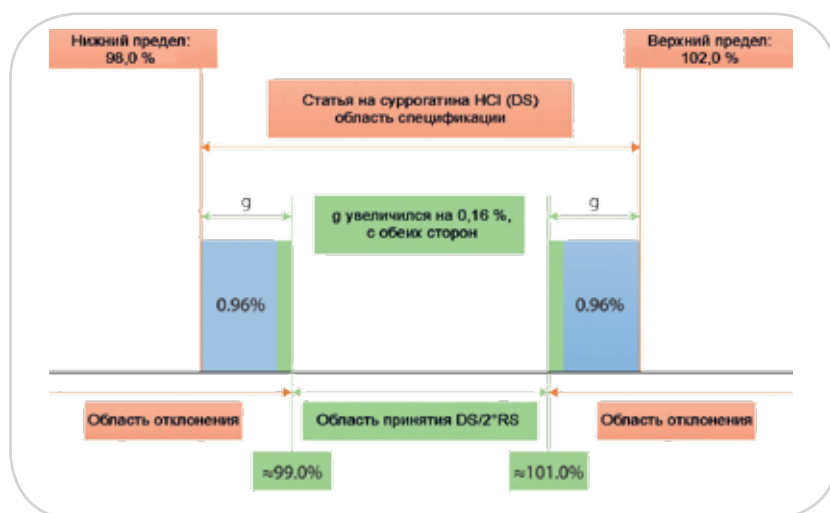 Нижний предел:
98,0 %
Верхний предел:
102,0 %
Статья на суррогатина HCl (DS)
область спецификации
g
g увеличился на 0,16 %,
с обеих сторон
g
0.96%
0.96%
Область отклонения
Область принятия DS/2°RS
Область отклонения
≈99.0%
≈101.0%